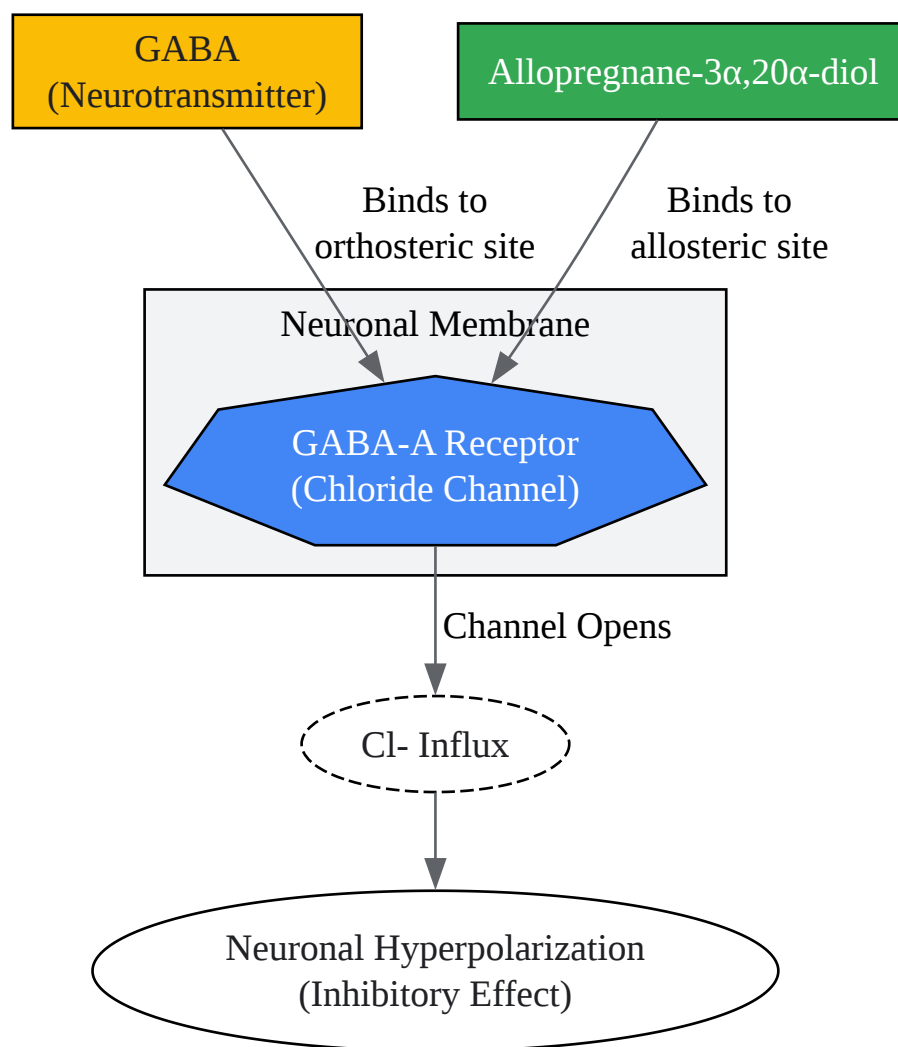 GABA
(Neurotransmitter)
Allopregnane-3α,20α-diol
Binds to
orthosteric site
Binds to
allosteric site
Neuronal Membrane
GABA-A Receptor
(Chloride Channel)
Channel Opens
Cl- Influx
Neuronal Hyperpolarization
(Inhibitory Effect)